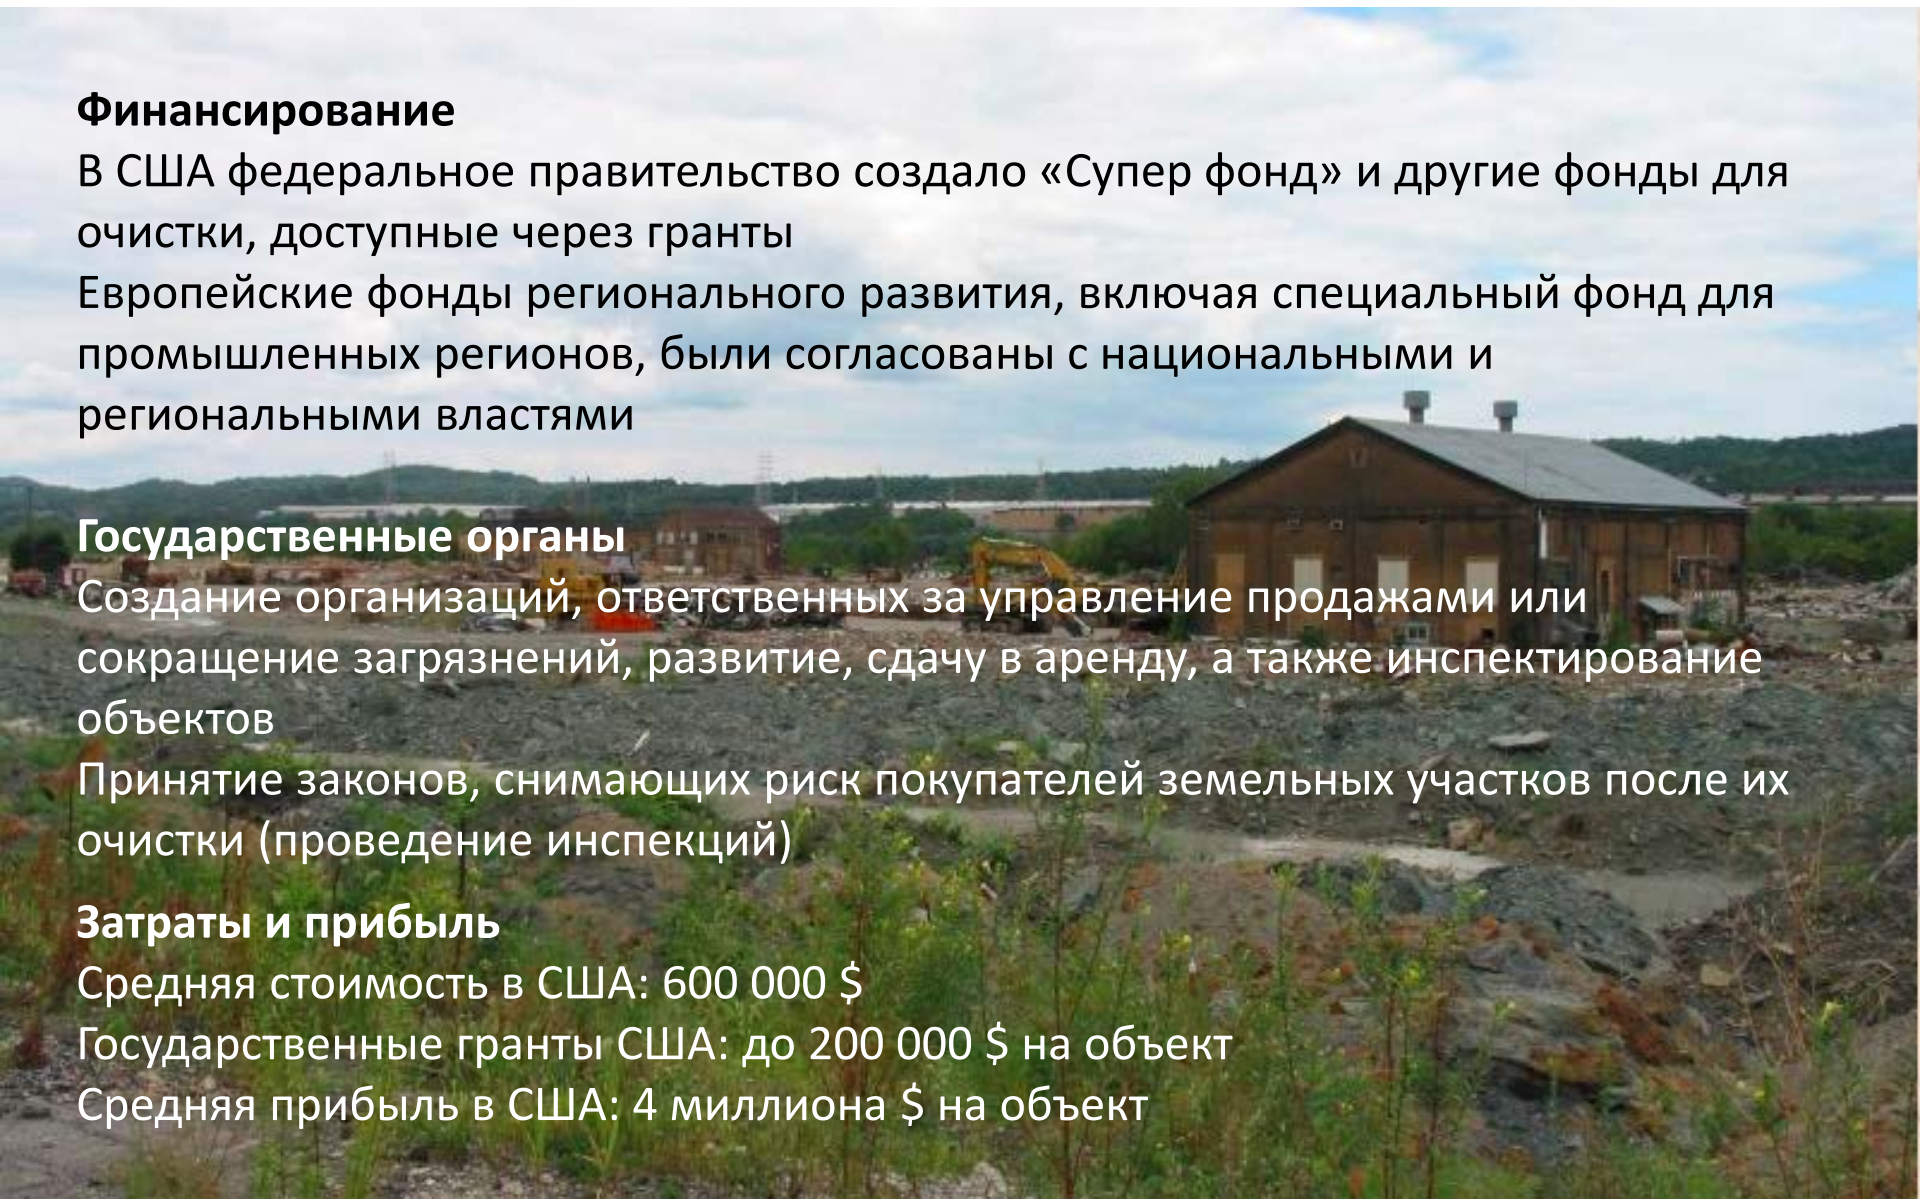 Финансирование
В США федеральное правительство создало «Супер фонд» и другие фонды для
очистки, доступные через гранты
Европейские фонды регионального развития, включая специальный фонд для
промышленных регионов, были согласованы с национальными и
региональными властями
Государственные органы
Создание организаций, ответственных за управление продажами или
сокращение загрязнений, развитие, сдачу в аренду, а также инспектирование
объектов
Принятие законов, снимающих риск покупателей земельных участков после их
очистки (проведение инспекций)
Затраты и прибыль
Средняя стоимость в США: 600 000 $
Государственные гранты США: до 200 000 $ на объект
Средняя прибыль в США: 4 миллиона $ на объект